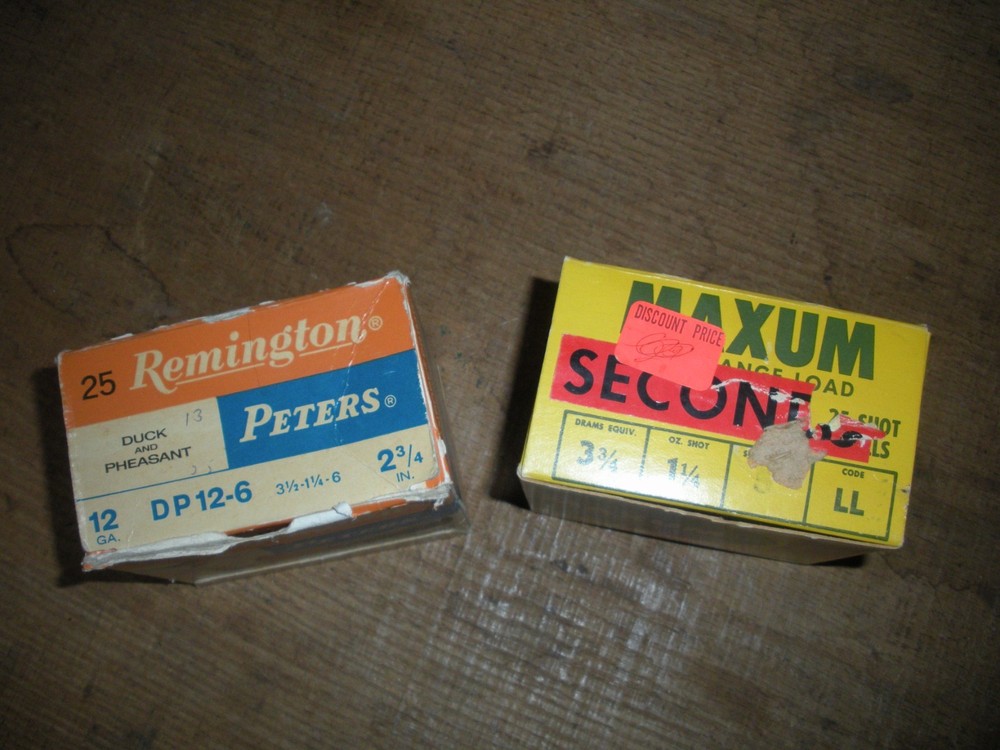 25 Remington®
PETERS®
13
DUCK
AND
PHEASANT
DP12-6 3½-1¼-6 2¾
IN.
12
GA.
MAXUM
DISCOUNT PRICE
ANGE LOAD
SECOND
25 SHOT
LS
DRAMS EQUIV.
3¾
OZ. SHOT
1¼
CODE
LL